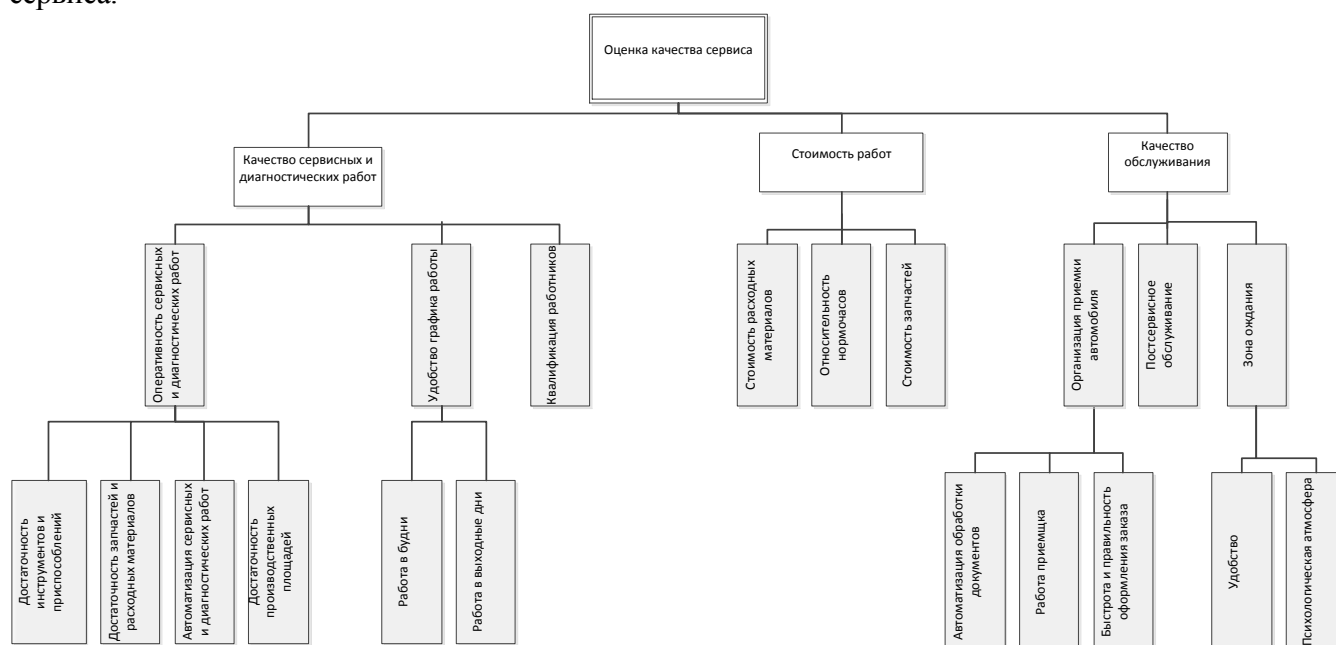 сервиса.
Оценка качества сервиса
Качество сервисных и
диагностических работ
Стоимость работ
Качество
обслуживания
Оперативность сервисных
и диагностических работ
Удобство графика работы
Квалификация работников
Стоимость расходных
материалов
Относительность
нормочасов
Стоимость запчастей
Организация приемки
автомобиля
Постсервисное
обслуживание
Зона ождания
Достаточность
инструментов и
приспособлений
Достаточность запчастей и
расходных материалов
Автоматизация сервисных
и диагностических работ
Достаточность
производственных
площадей
Работа в будни
Работа в выходные дни
Автоматизация обработки
документов
Работа приемщка
Быстрота и правильность
оформления заказа
Удобство
Психологическая атмосфера